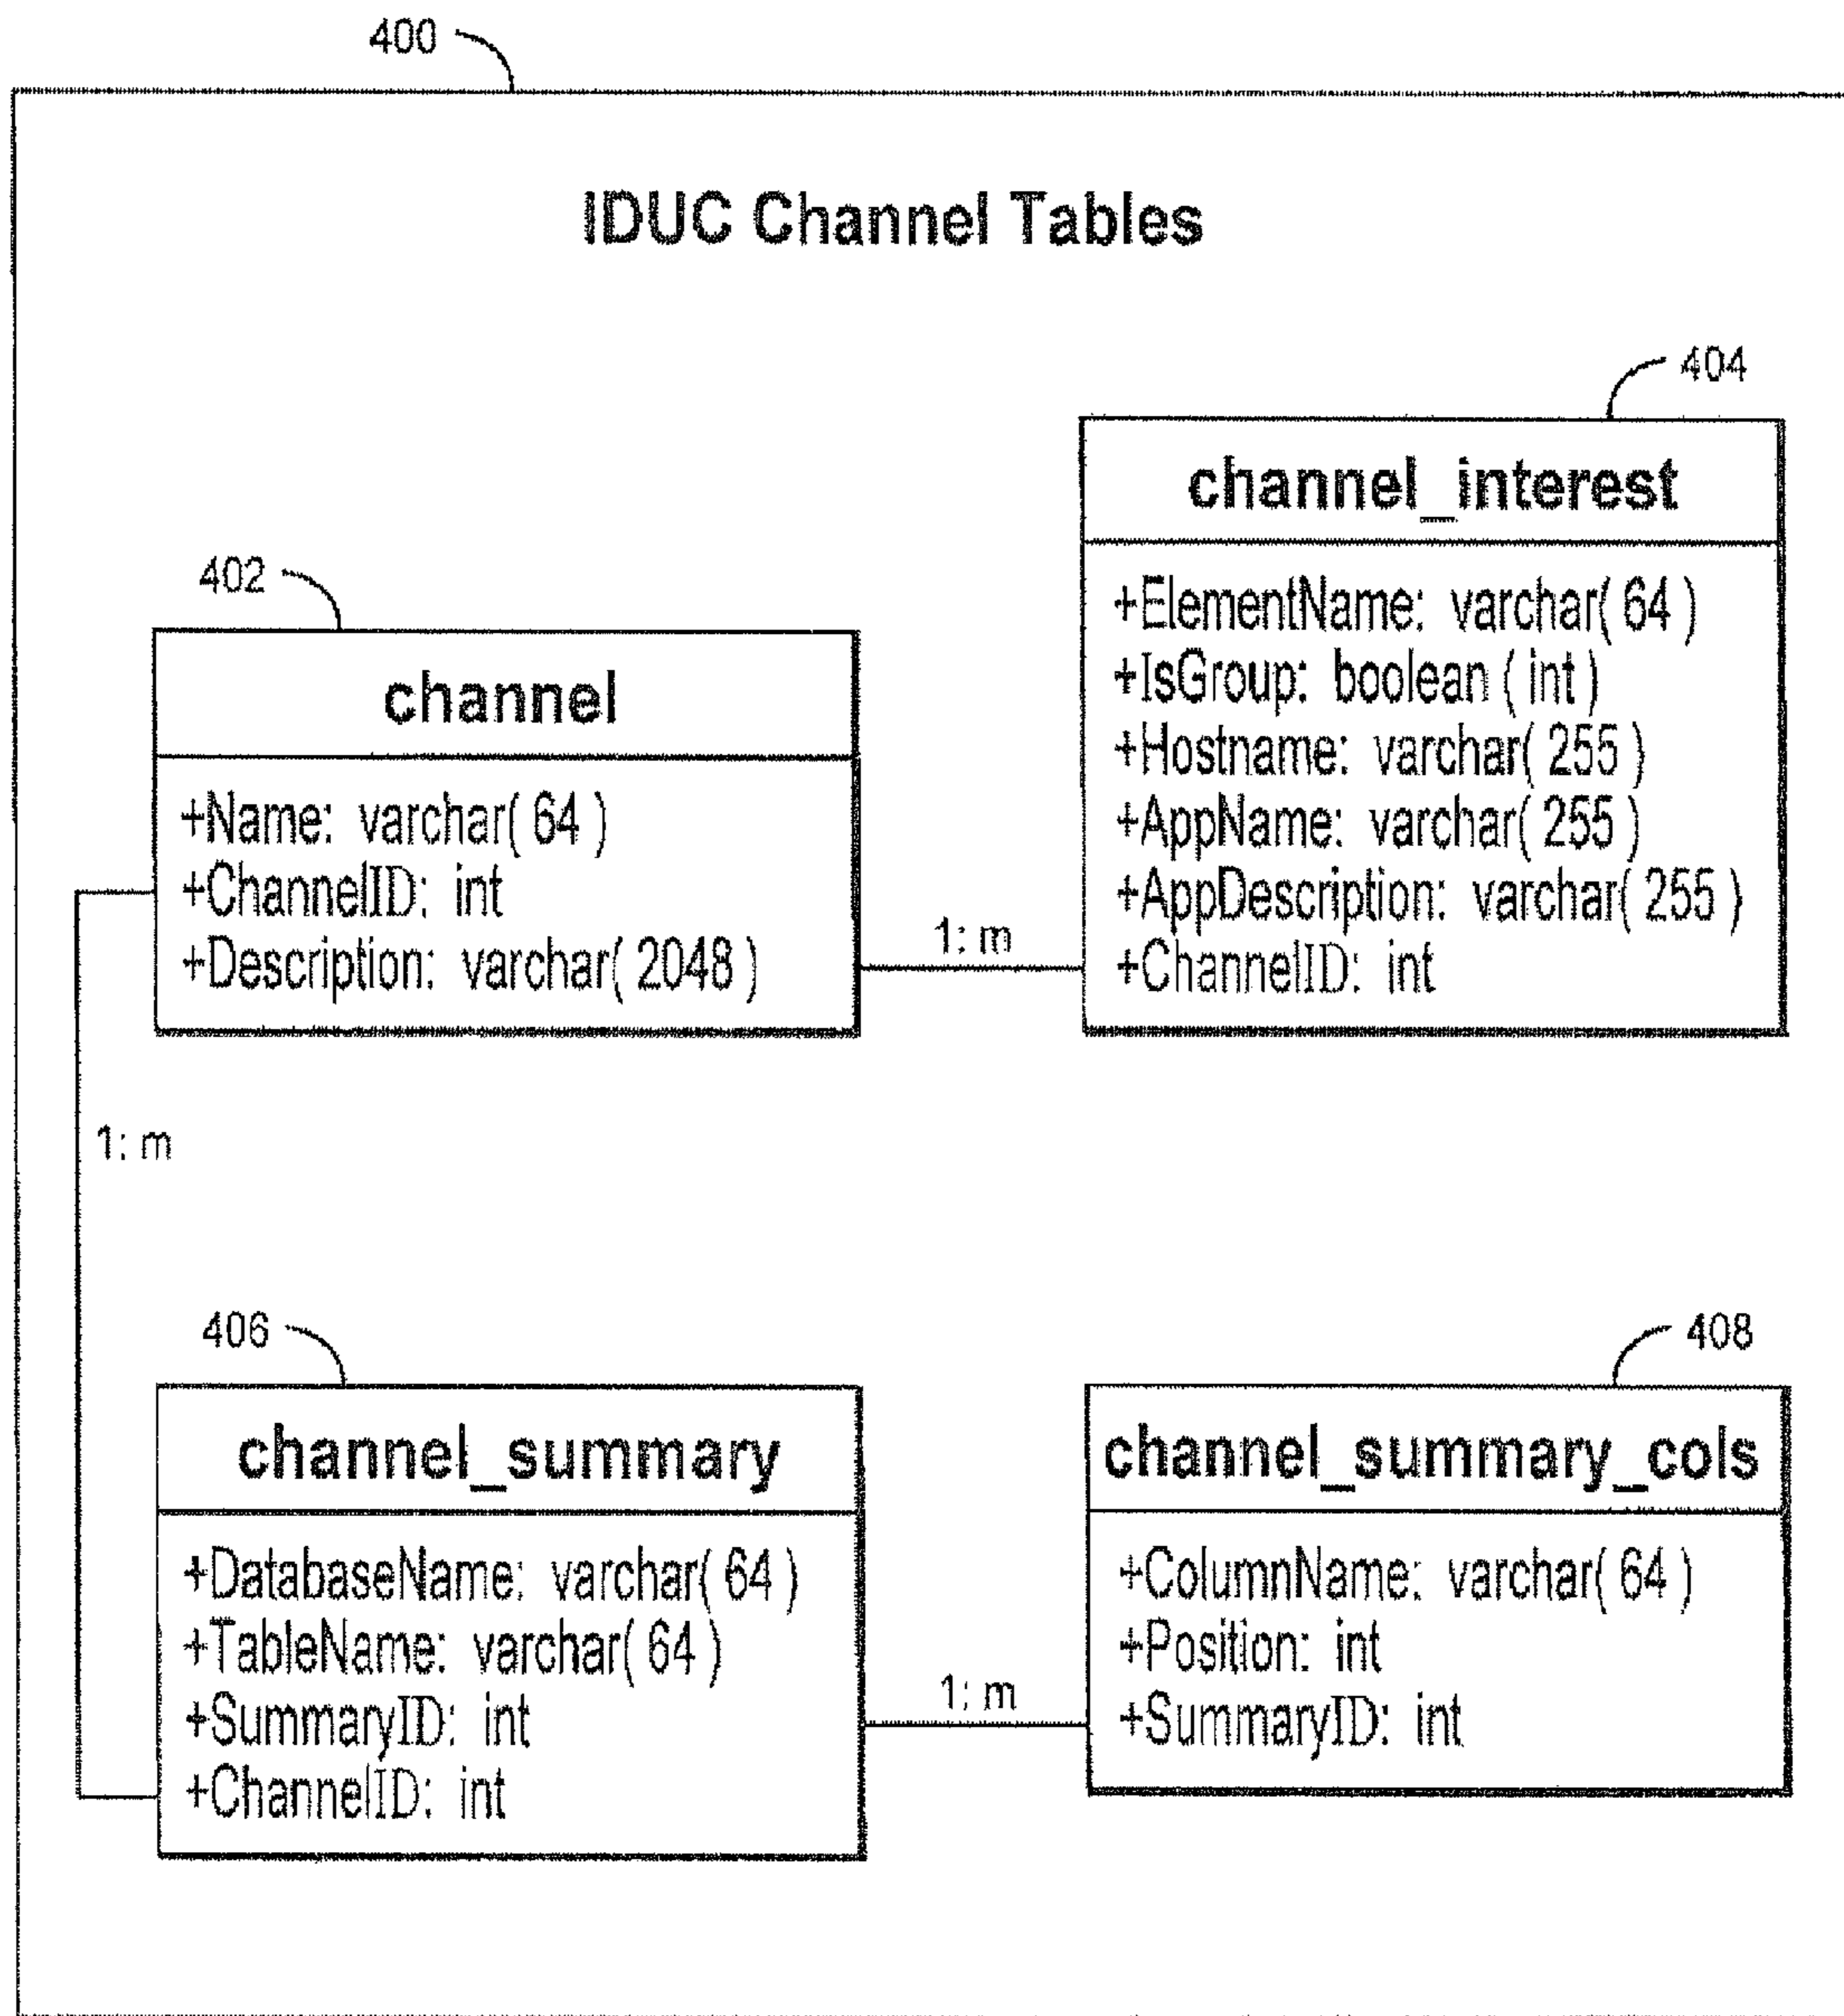 400
IDUC Channel Tables
404
channel_interest
+ElementName: varchar( 64 )
+IsGroup: boolean ( int )
+Hostname: varchar( 255 )
+AppName: varchar( 255 )
+AppDescription: varchar( 255 )
+ChannelID: int
402
channel
+Name: varchar( 64 )
+ChannelID: int
+Description: varchar( 2048 )
1: m
1: m
406
channel_summary
+DatabaseName: varchar( 64 )
+TableName: varchar( 64 )
+SummaryID: int
+ChannelID: int
1: m
408
channel_summary_cols
+ColumnName: varchar( 64 )
+Position: int
+SummaryID: int